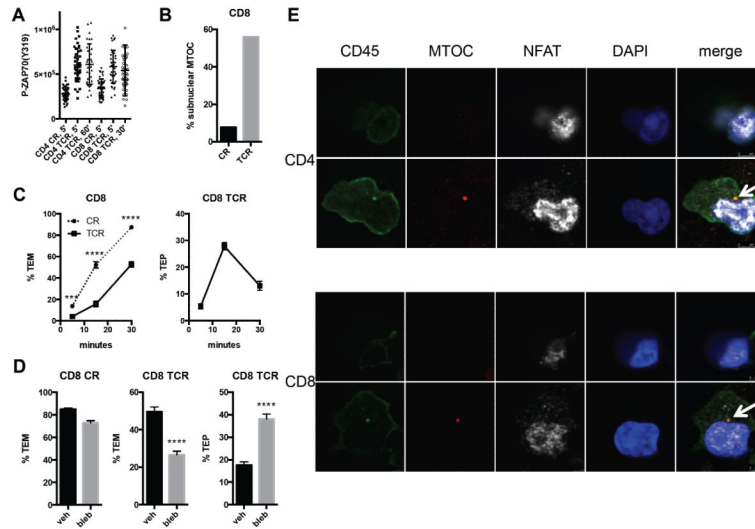 A
P-ZAP70(Y319)
1×10⁶
5×10⁵
0
CD4 CR, 5'
CD4 TCR, 5'
CD4 TCR, 60'
CD8 CR, 5'
CD8 TCR, 5'
CD8 TCR, 30'
B
CD8
% subnuclear MTOC
60
40
20
0
CR
TCR
C
CD8
CR
TCR
% TEM
100
80
60
40
20
0
***
****
****
0 10 20 30
minutes
CD8 TCR
% TEP
40
30
20
10
0
0 10 20 30
minutes
D
CD8 CR
% TEM
100
80
60
40
20
0
veh
bleb
CD8 TCR
% TEM
60
40
20
0
****
veh
bleb
CD8 TCR
% TEP
50
40
30
20
10
0
****
veh
bleb
E
CD45 MTOC NFAT DAPI merge
CD4
CD8